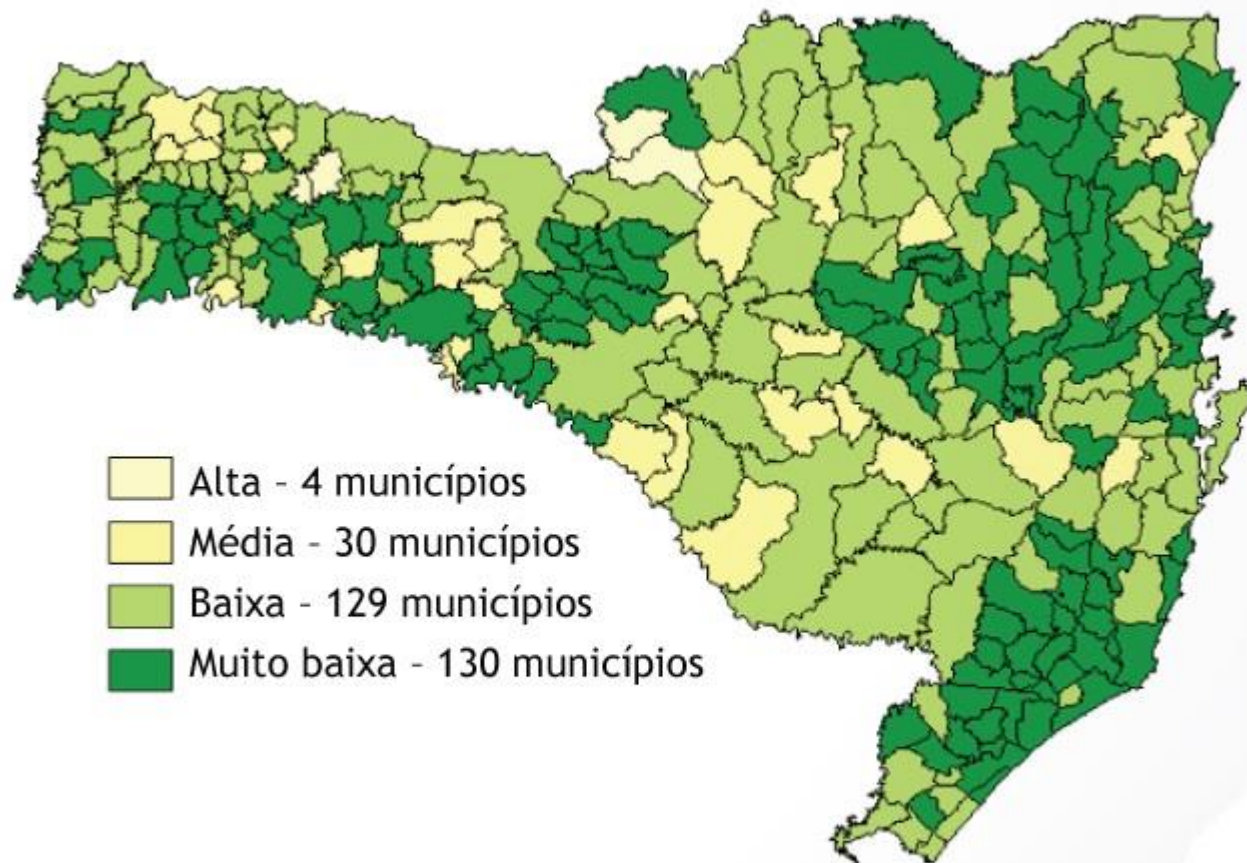 Alta – 4 municípios
Média – 30 municípios
Baixa – 129 municípios
Muito baixa – 130 municípios